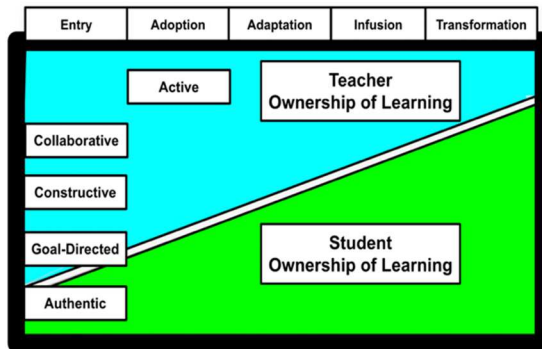 Entry
Adoption
Adaptation
Infusion
Transformation
Active
Teacher
Ownership of Learning
Collaborative
Constructive
Goal-Directed
Student
Ownership of Learning
Authentic